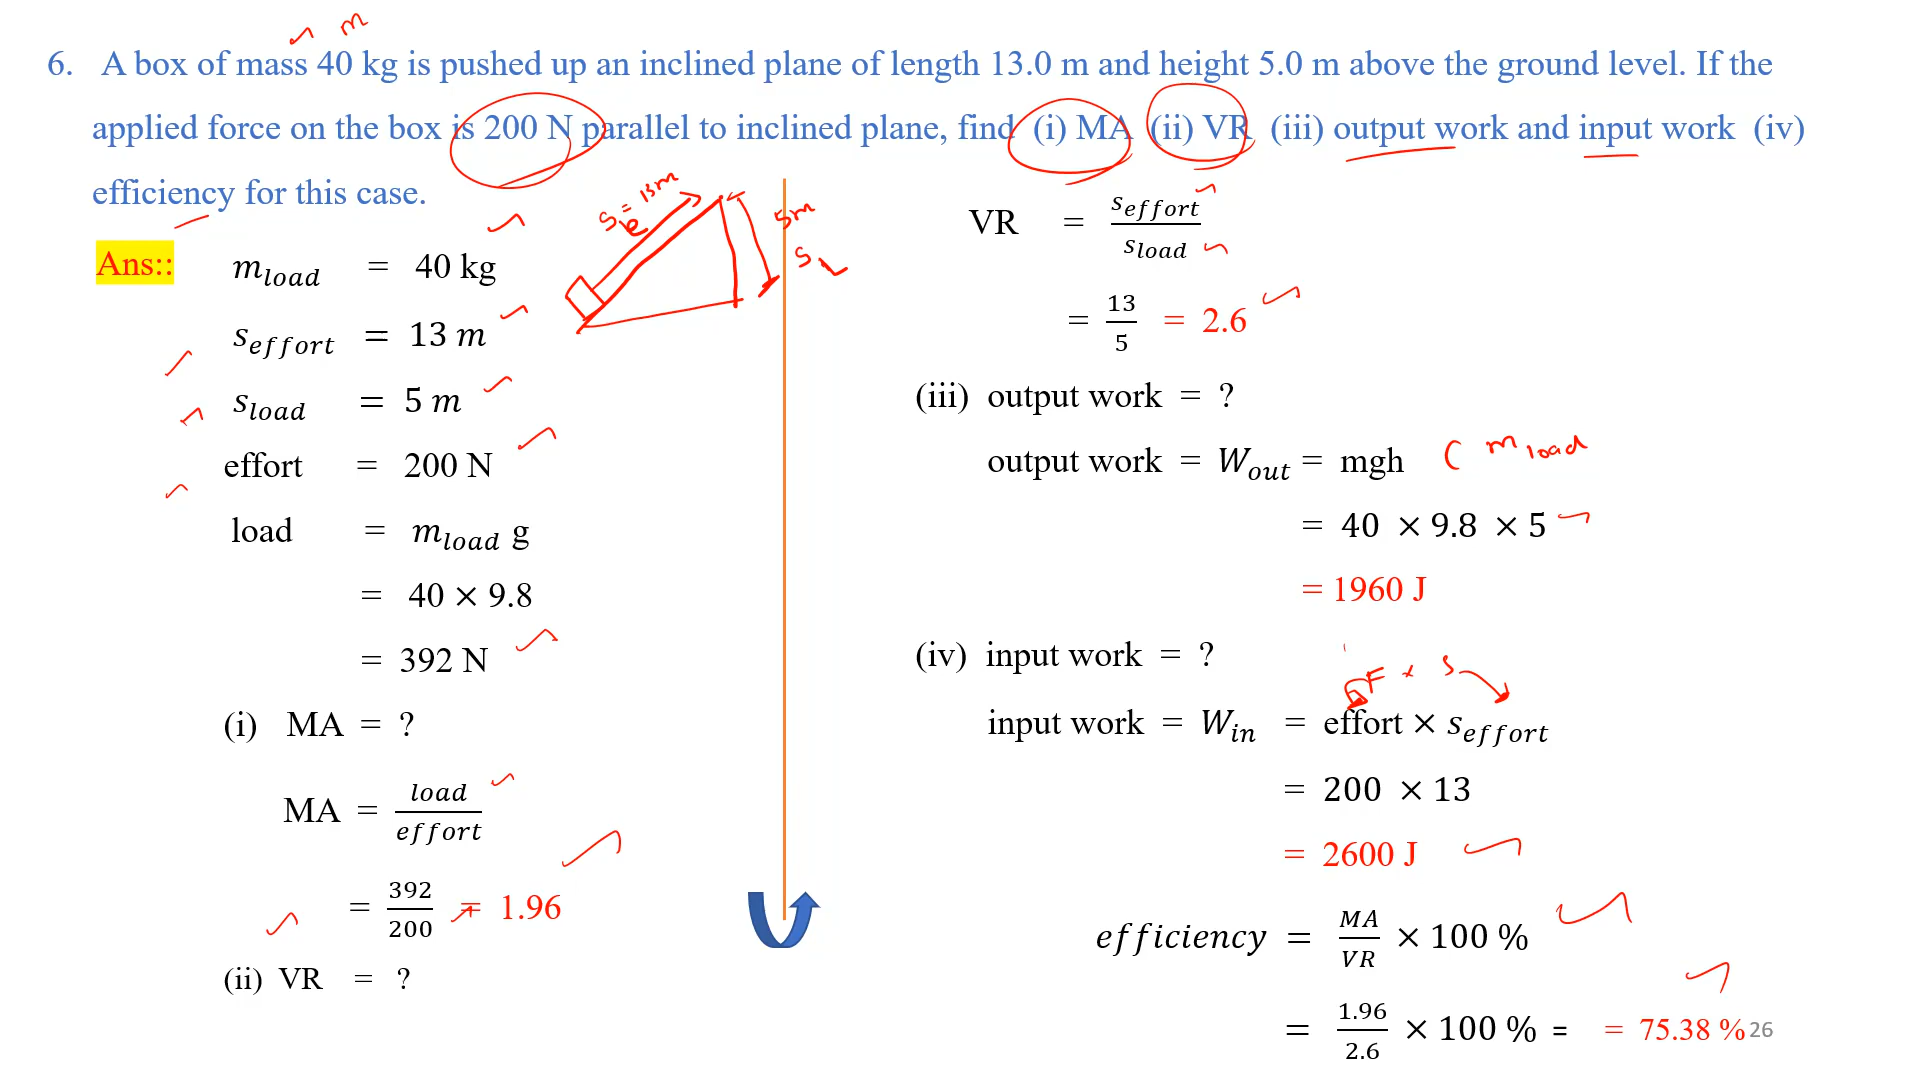 m
6. A box of mass 40 kg is pushed up an inclined plane of length 13.0 m and height 5.0 m above the ground level. If the
applied force on the box is 200 N parallel to inclined plane, find (i) MA (ii) VR (iii) output work and input work (iv)
efficiency for this case.
Ans::
m_load = 40 kg
s_effort = 13 m
s_load = 5 m
effort = 200 N
load = m_load g
= 40 × 9.8
= 392 N
(i) MA = ?
MA = load/effort
= 392/200 = 1.96
(ii) VR = ?
S_e = 13m
5m
S_L
VR = s_effort/s_load
= 13/5 = 2.6
(iii) output work = ?
output work = W_out = mgh ( m load
= 40 × 9.8 × 5
= 1960 J
(iv) input work = ?
F × s
input work = W_in = effort × s_effort
= 200 × 13
= 2600 J
efficiency = MA/VR × 100 %
= 1.96/2.6 × 100 % = = 75.38 %
26